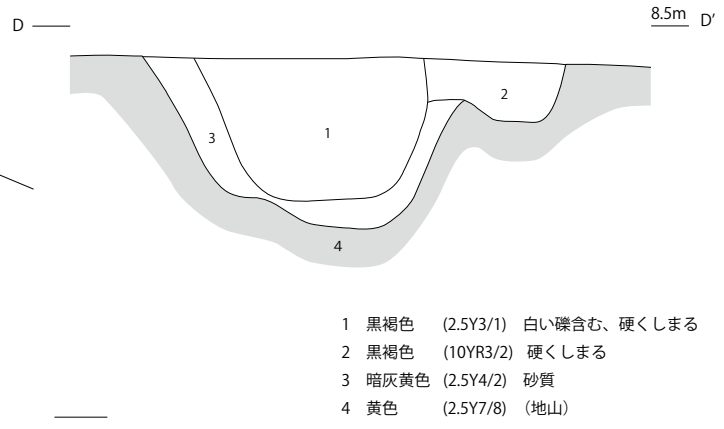 D
8.5m
D′
2
3
1
4
1 黒褐色 (2.5Y3/1) 白い礫含む、硬くしまる
2 黒褐色 (10YR3/2) 硬くしまる
3 暗灰黄色 (2.5Y4/2) 砂質
4 黄色 (2.5Y7/8) （地山）